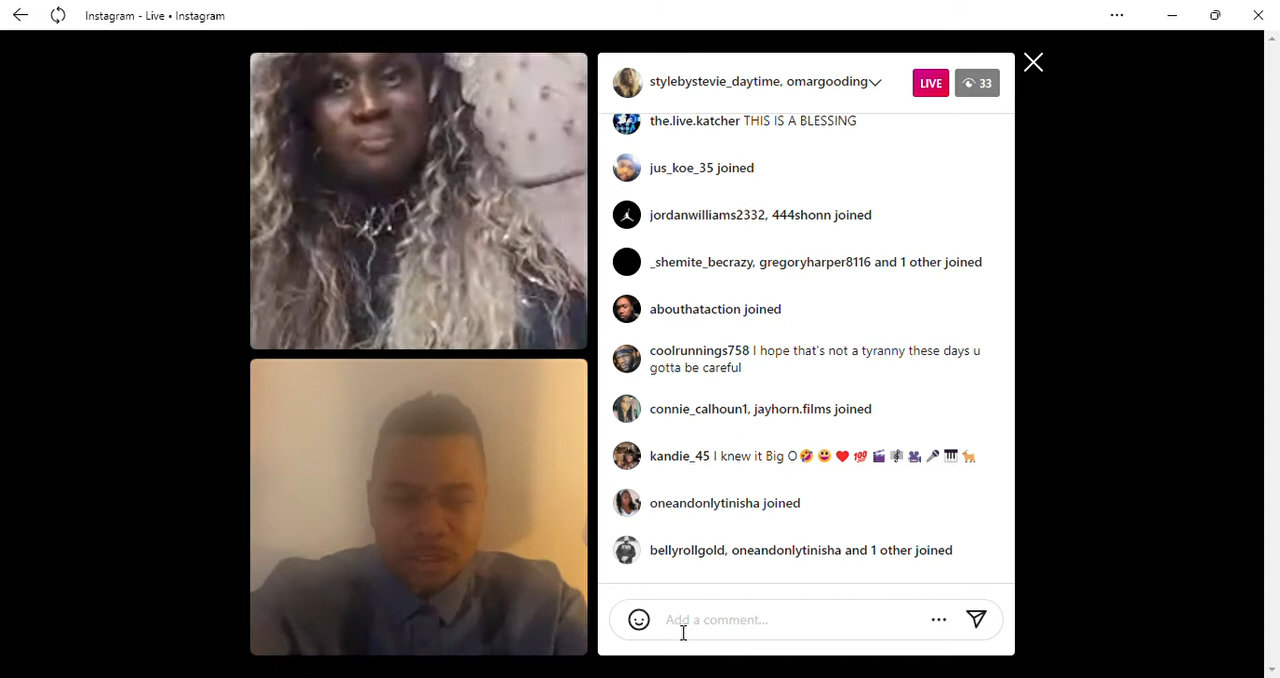 Instagram - Live • Instagram
stylebystevie_daytime, omargooding
LIVE
33
the.live.katcher THIS IS A BLESSING
jus_koe_35 joined
jordanwilliams2332, 444shonn joined
_shemite_becrazy, gregoryharper8116 and 1 other joined
abouthataction joined
coolrunnings758 I hope that's not a tyranny these days u
gotta be careful
connie_calhoun1, jayhorn.films joined
kandie_45 I knew it Big O🤣😃❤️💯🎬🎼🎥🎤🎹🐐
oneandonlytinisha joined
bellyrollgold, oneandonlytinisha and 1 other joined
Add a comment...